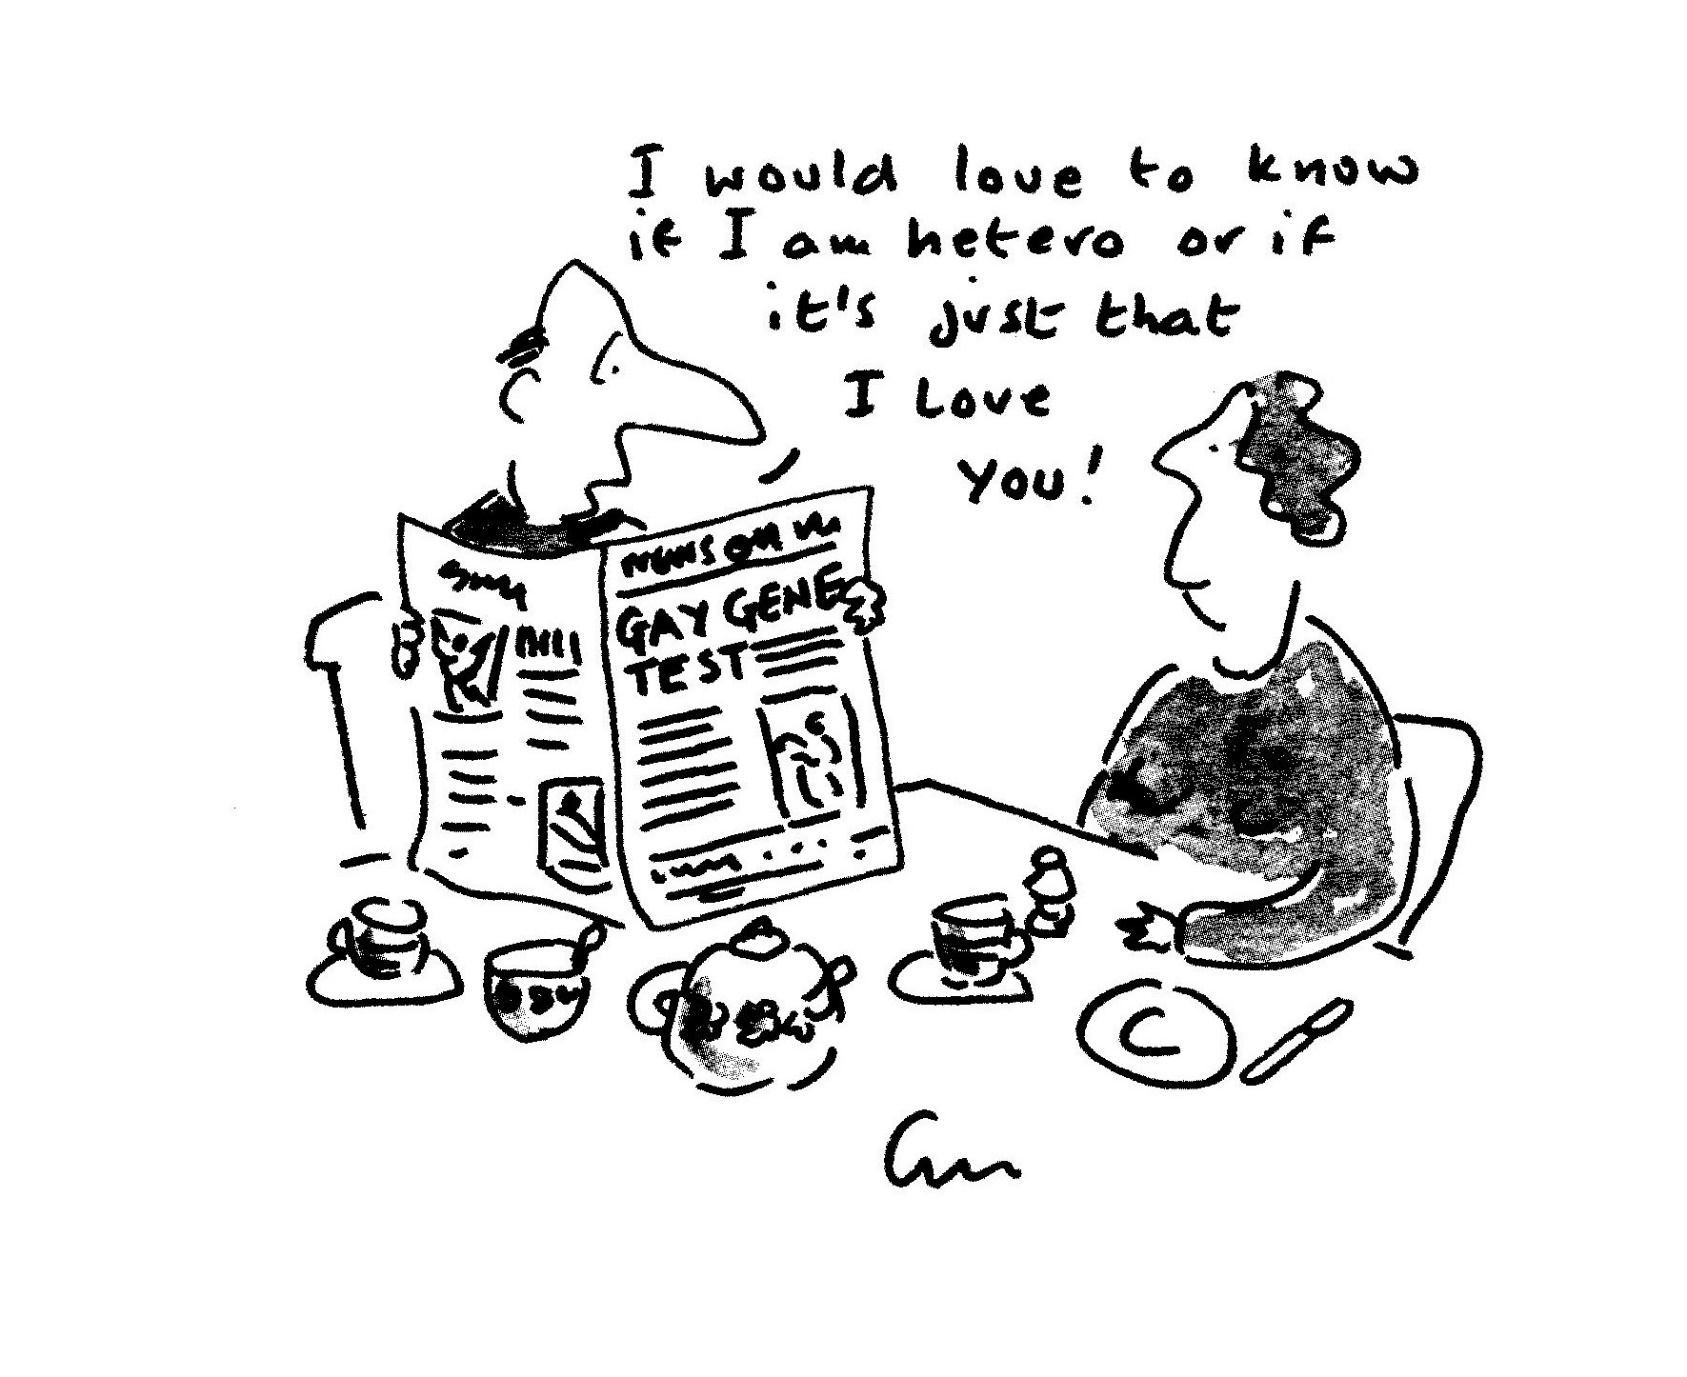 I would love to know
if I am hetero or if
it's just that
I Love
You!
GAY GENE
TEST